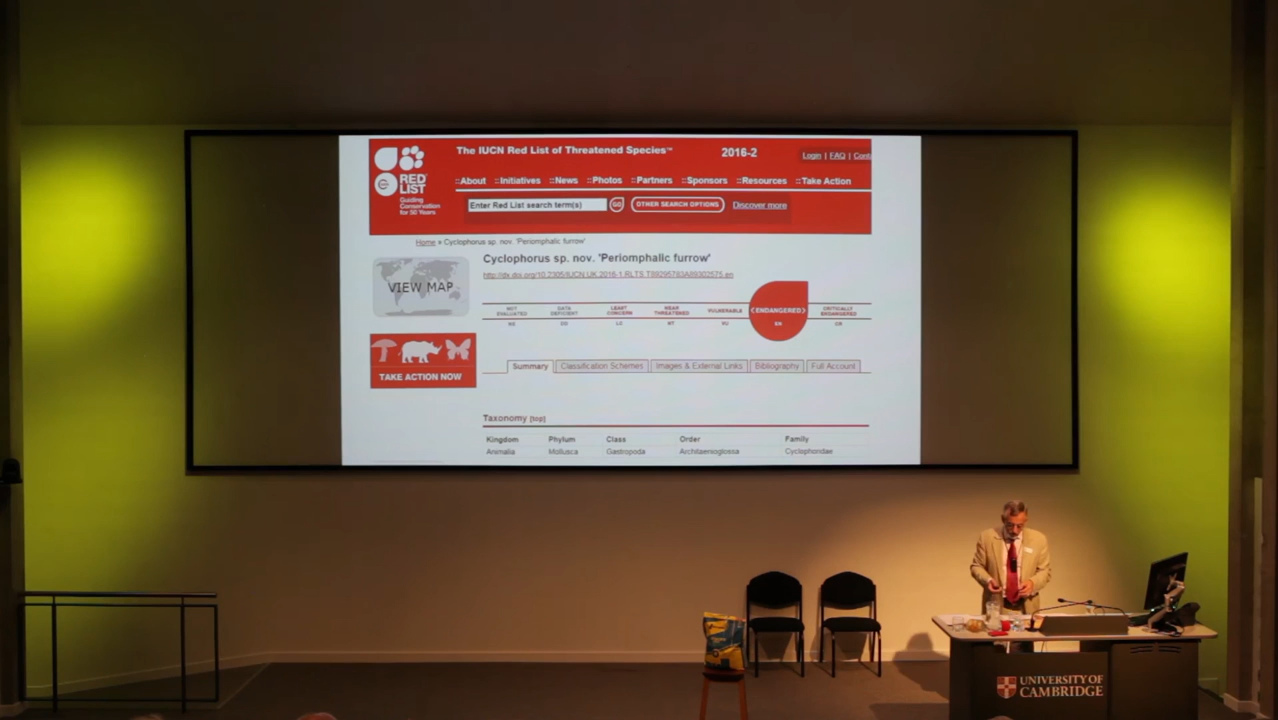 The IUCN Red List of Threatened Species™
2016-2
Login | FAQ | Cont
RED
LIST
Guiding
Conservation
for 50 Years
::About ::Initiatives ::News ::Photos ::Partners ::Sponsors ::Resources ::Take Action
Enter Red List search term(s) GO OTHER SEARCH OPTIONS Discover more
Home » Cyclophorus sp. nov. 'Periomphalic furrow'
Cyclophorus sp. nov. 'Periomphalic furrow'
VIEW MAP
NOT EVALUATED
DATA DEFICIENT
LEAST CONCERN
NEAR THREATENED
VULNERABLE
<ENDANGERED>
CRITICALLY ENDANGERED
NE DD LC NT VU EN CR
TAKE ACTION NOW
Summary Classification Schemes Images & External Links Bibliography Full Account
Taxonomy [top]
Kingdom Phylum Class Order Family
Animalia Mollusca Gastropoda Architaenioglossa Cyclophoridae
UNIVERSITY OF
CAMBRIDGE